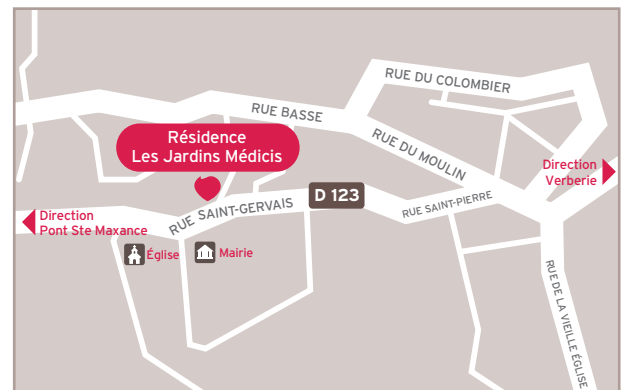 RUE DU COLOMBIER
RUE BASSE
Résidence
Les Jardins Médicis
RUE DU MOULIN
Direction
Verberie
D 123
RUE SAINT-GERVAIS
RUE SAINT-PIERRE
Direction
Pont Ste Maxance
Église
Mairie
RUE DE LA VIEILLE ÉGLISE